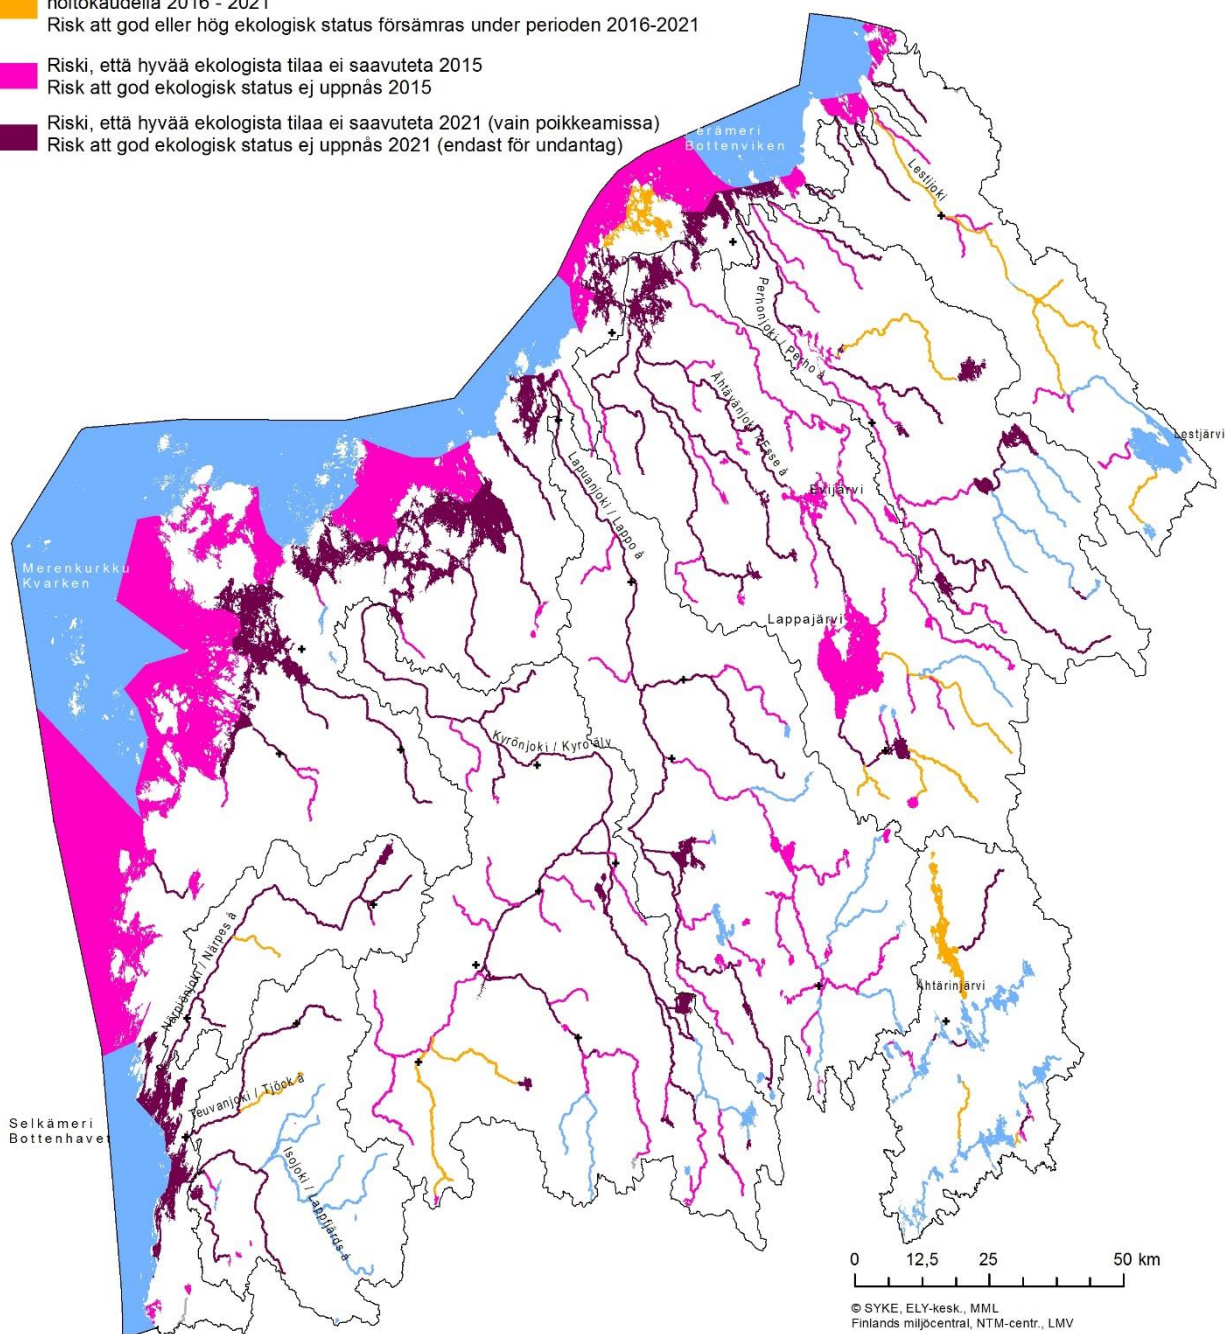 hoitokaudella 2016 - 2021
Risk att god eller hög ekologisk status försämras under perioden 2016-2021
Riski, että hyvää ekologista tilaa ei saavuteta 2015
Risk att god ekologisk status ej uppnås 2015
Riski, että hyvää ekologista tilaa ei saavuteta 2021 (vain poikkeamissa)
Risk att god ekologisk status ej uppnås 2021 (endast för undantag)
Perämeri
Bottenviken
Lestijoki
Perhonjoki / Perho å
Ähtävänjoki / Esse å
Lestjärvi
Lapuanjoki / Lappo å
Evijärvi
Merenkurkku
Kvarken
Lappajärvi
Kyrönjoki / Kyro älv
Närpiönjoki / Närpes å
Ähtärinjärvi
Teuvanjoki / Tjöck å
Selkämeri
Bottenhavet
Isojoki / Lappfjärds å
0 12,5 25 50 km
© SYKE, ELY-kesk., MML
Finlands miljöcentral, NTM-centr., LMV